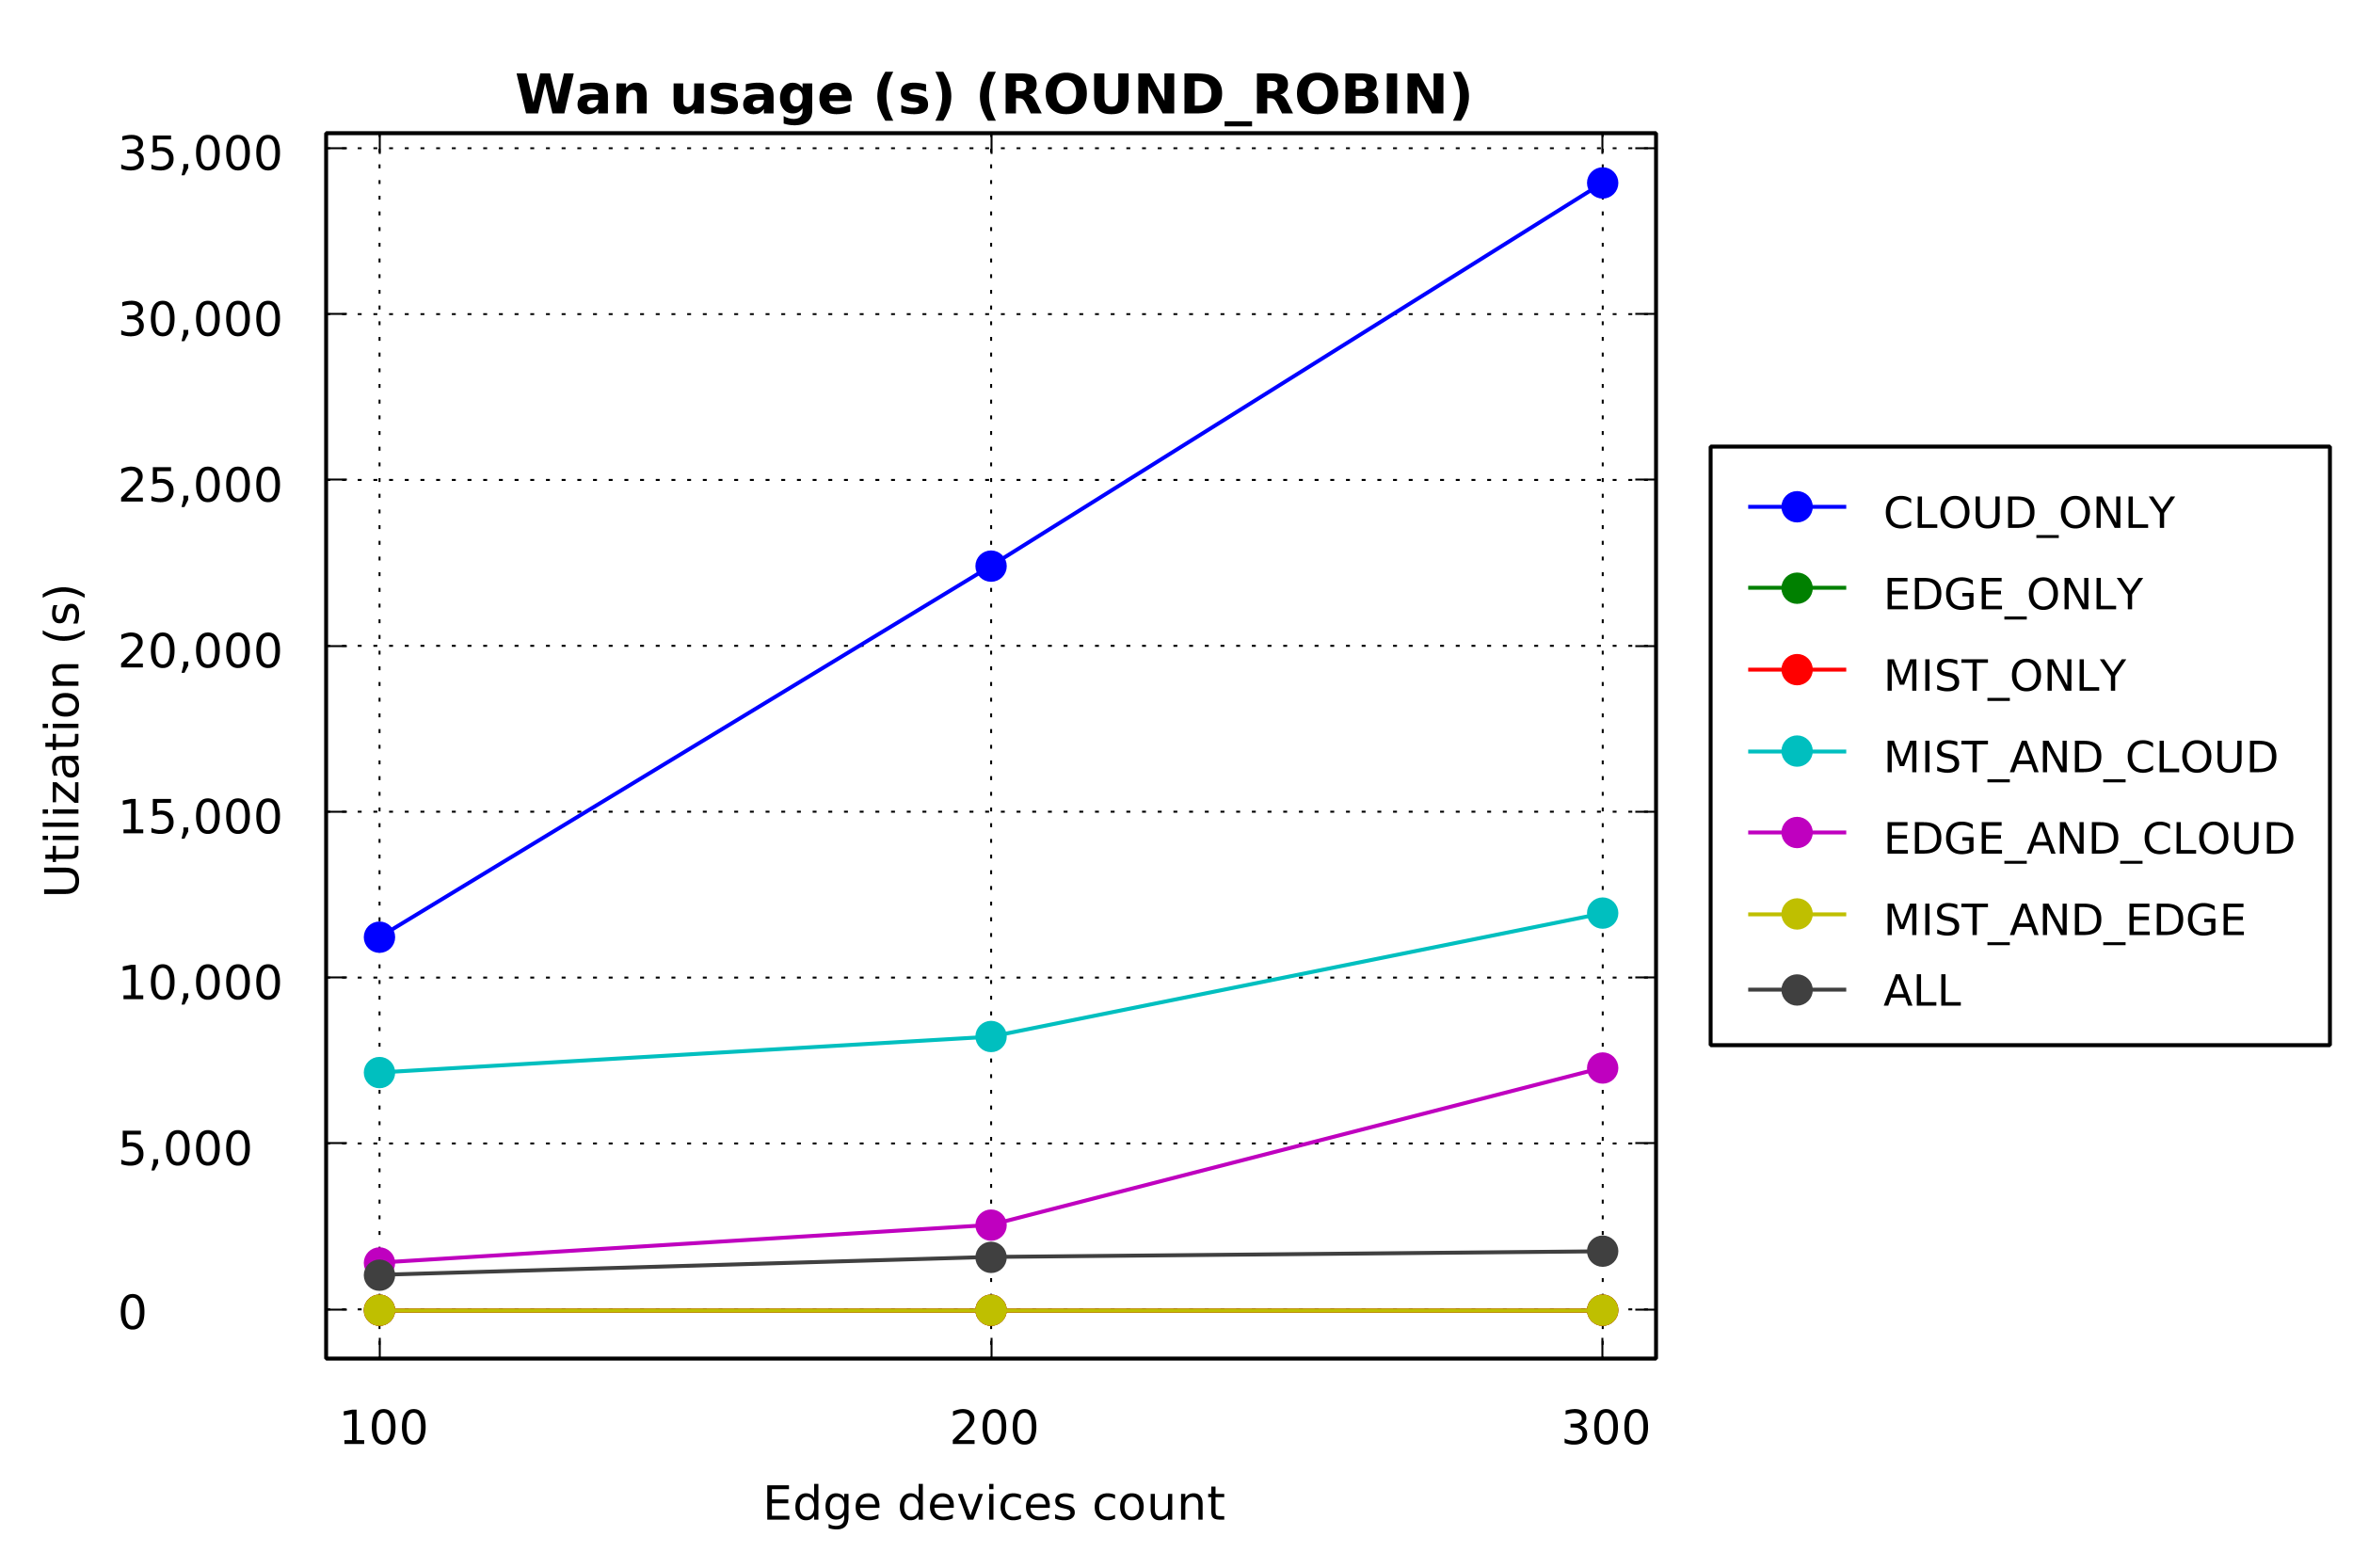 Wan usage (s) (ROUND_ROBIN)
35,000
30,000
25,000
20,000
15,000
10,000
5,000
0
Utilization (s)
100
200
300
Edge devices count
CLOUD_ONLY
EDGE_ONLY
MIST_ONLY
MIST_AND_CLOUD
EDGE_AND_CLOUD
MIST_AND_EDGE
ALL